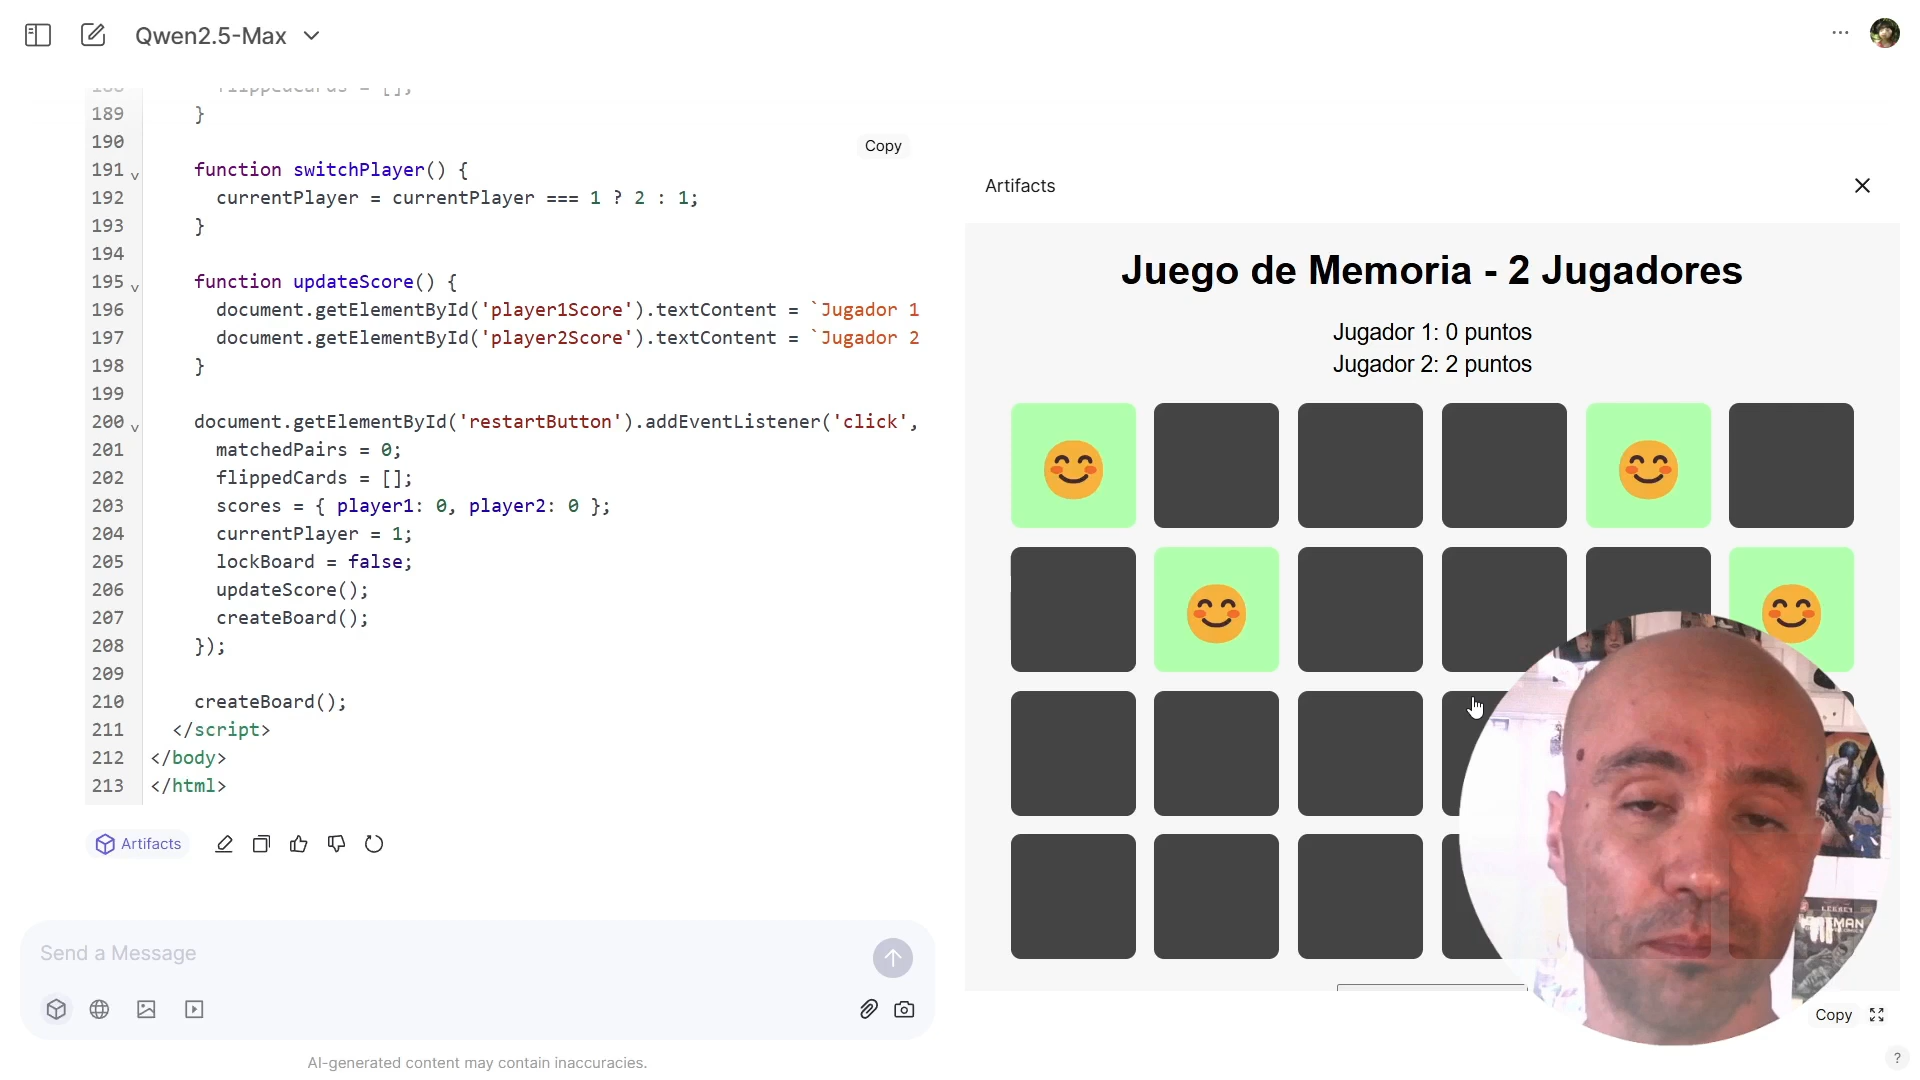 Qwen2.5-Max
189 }
190
Copy
191 function switchPlayer() {
192 currentPlayer = currentPlayer === 1 ? 2 : 1;
193 }
194
195 function updateScore() {
196 document.getElementById('player1Score').textContent = `Jugador 1
197 document.getElementById('player2Score').textContent = `Jugador 2
198 }
199
200 document.getElementById('restartButton').addEventListener('click',
201 matchedPairs = 0;
202 flippedCards = [];
203 scores = { player1: 0, player2: 0 };
204 currentPlayer = 1;
205 lockBoard = false;
206 updateScore();
207 createBoard();
208 });
209
210 createBoard();
211 </script>
212 </body>
213 </html>
Artifacts
Send a Message
AI-generated content may contain inaccuracies.
Artifacts
Juego de Memoria - 2 Jugadores
Jugador 1: 0 puntos
Jugador 2: 2 puntos
Copy
?